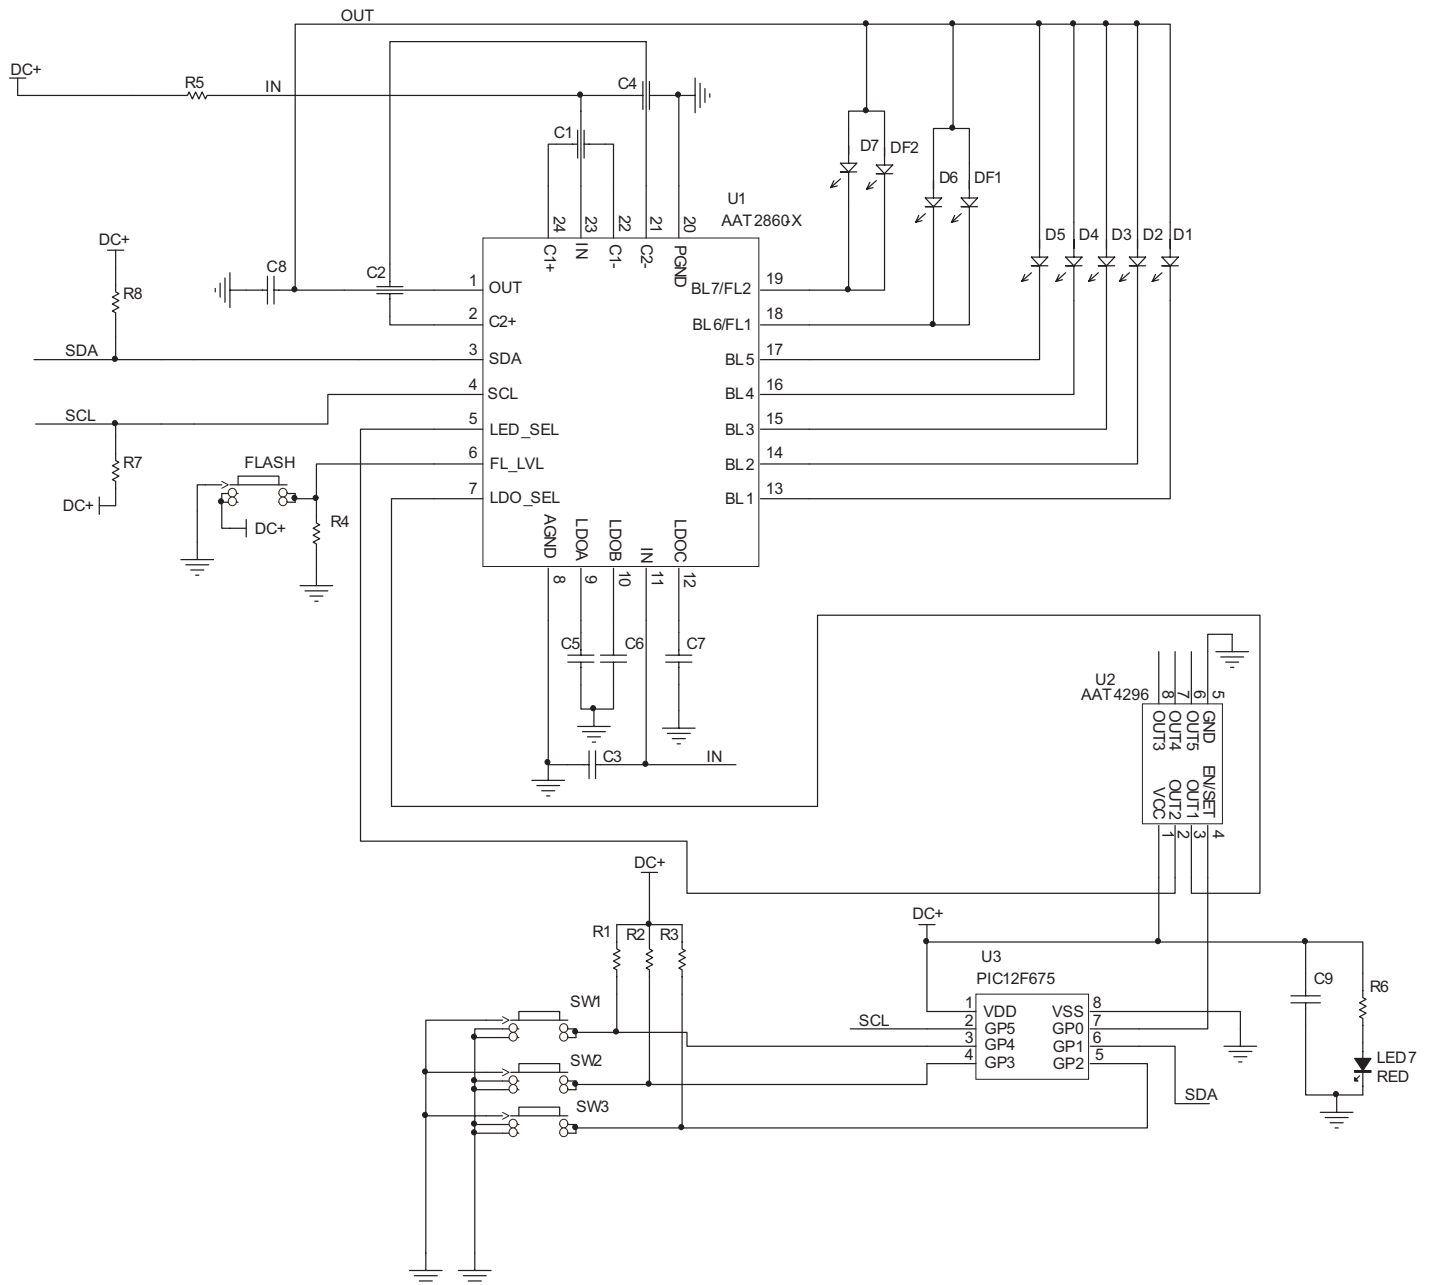 OUT
DC+
R5
IN
C4
C1
D7
DF2
D6
DF1
U1
AAT2860-X
24
23
22
21
20
C1+
IN
C1-
C2-
PGND
DC+
R8
C8
C2
D5
D4
D3
D2
D1
1
OUT
BL7/FL2
19
2
C2+
BL6/FL1
18
SDA
3
SDA
BL5
17
4
SCL
BL4
16
SCL
5
LED_SEL
BL3
15
R7
FLASH
6
FL_LVL
BL2
14
DC+
DC+
R4
7
LDO_SEL
BL1
13
AGND
LDOA
LDOB
IN
LDOC
8
9
10
11
12
C5
C6
C7
C3
IN
U2
AAT4296
8
7
6
5
OUT3
OUT4
OUT5
GND
VCC
OUT2
OUT1
EN/SET
1
2
3
4
DC+
R1
R2
R3
DC+
U3
PIC12F675
C9
R6
SW1
SCL
1
VDD
VSS
8
2
GP5
GP0
7
3
GP4
GP1
6
4
GP3
GP2
5
SW2
LED7
RED
SDA
SW3